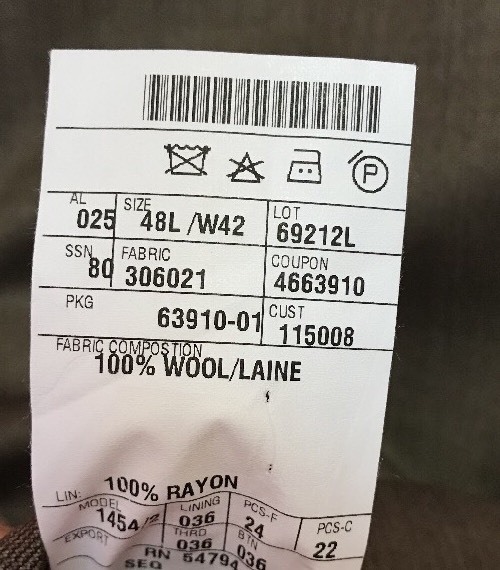 P
AL SIZE LOT
025 48L /W42 69212L
SSN FABRIC COUPON
80 306021 4663910
PKG CUST
63910-01 115008
FABRIC COMPOSTION
100% WOOL/LAINE
LIN: 100% RAYON
MODEL LINING PCS-F PCS-C
1454/2 036 24 22
EXPORT THRD BTN
036 036
RN 54794
SEQ